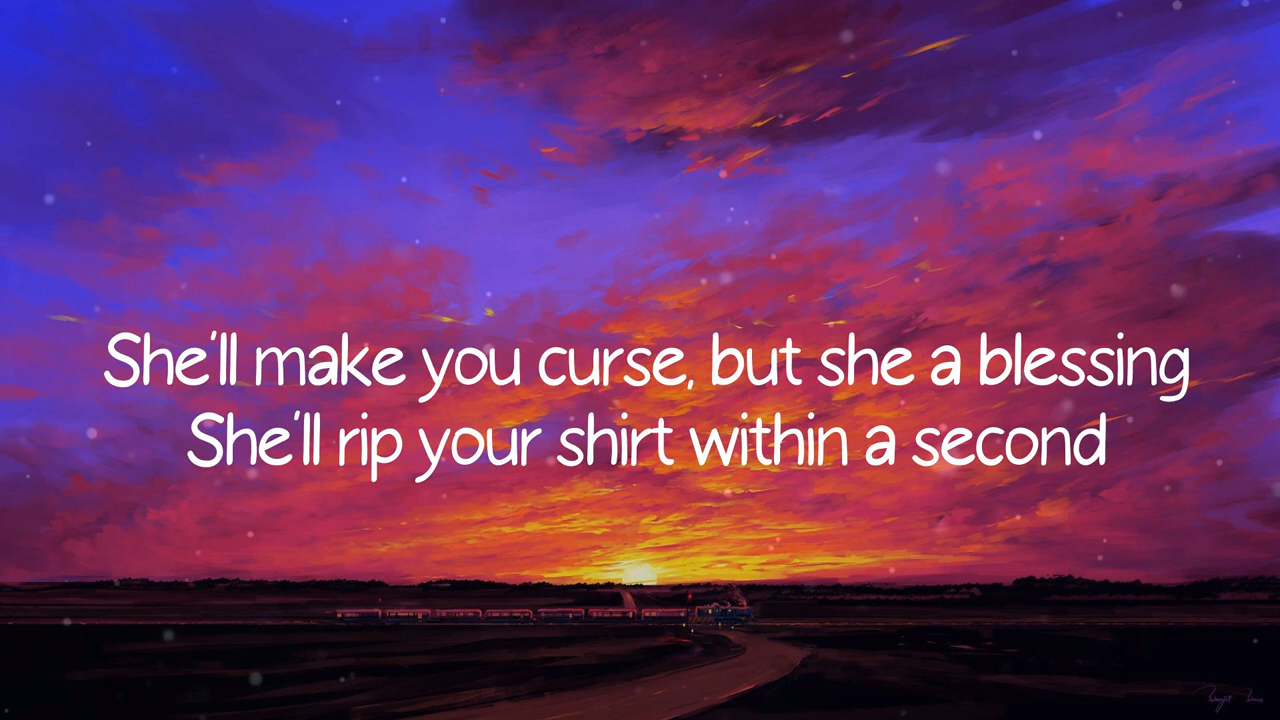 She'll make you curse, but she a blessing
She'll rip your shirt within a second